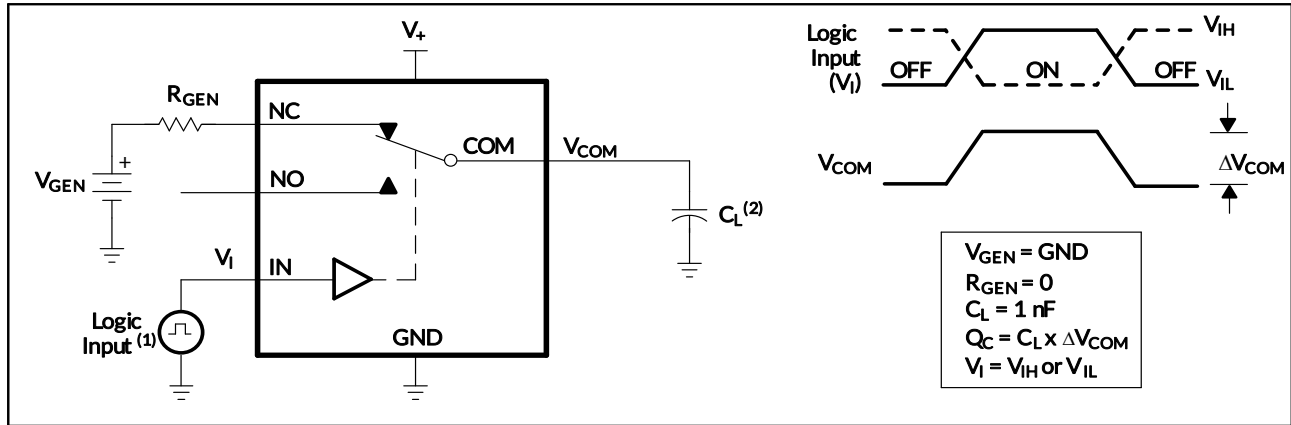 V+
RGEN
NC
COM
VCOM
VGEN
+
NO
CL(2)
VI
IN
Logic
Input (1)
GND
Logic
Input
(VI)
OFF
ON
OFF
VIH
VIL
VCOM
ΔVCOM
VGEN = GND
RGEN = 0
CL = 1 nF
QC = CL x ΔVCOM
VI = VIH or VIL